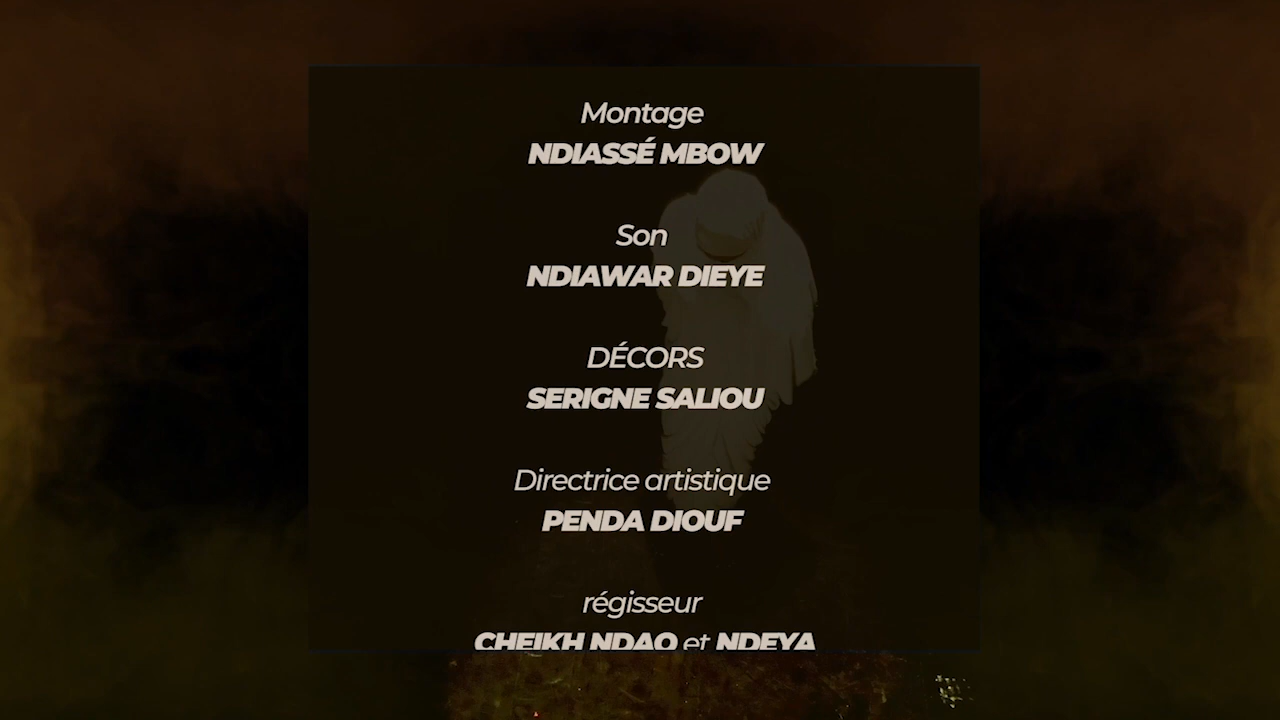 Montage
NDIASSÉ MBOW
Son
NDIAWAR DIEYE
DÉCORS
SERIGNE SALIOU
Directrice artistique
PENDA DIOUF
régisseur
CHEIKH NDAO et NDEYA